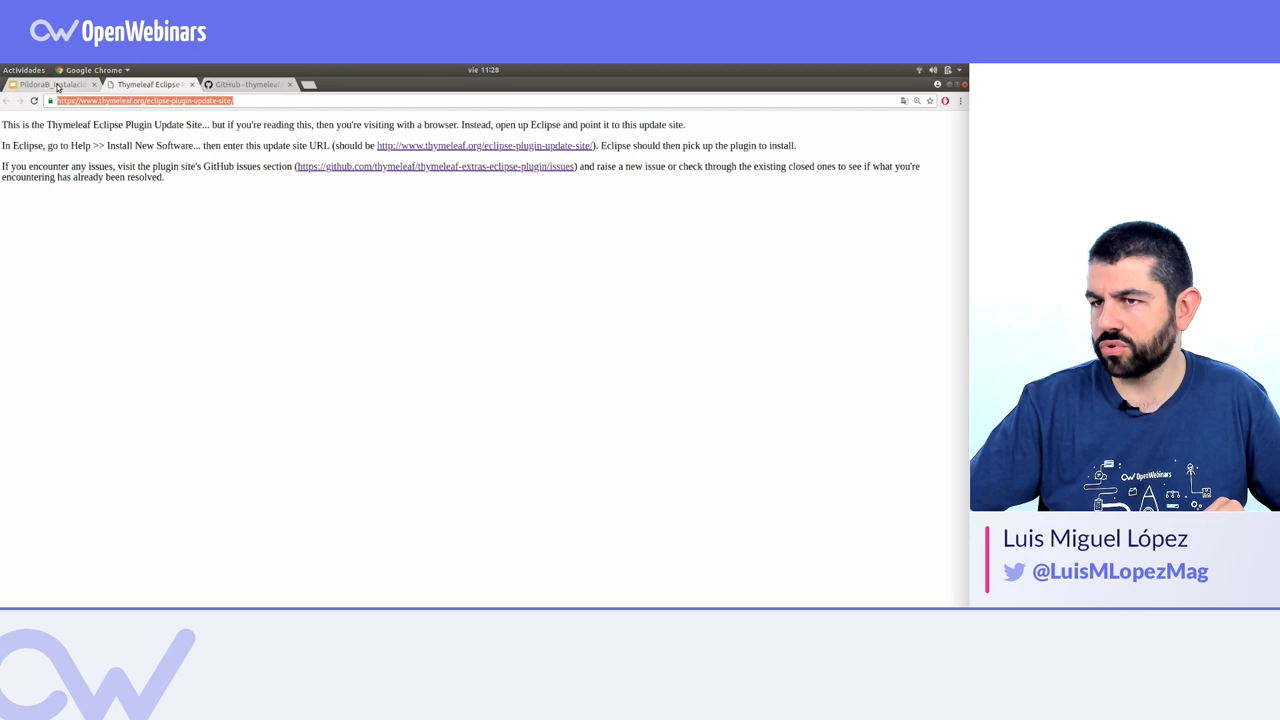 OpenWebinars
Actividades
Google Chrome
vie 11:28
PildoraB_Instalaci
Thymeleaf Eclipse P
GitHub - thymeleaf
https://www.thymeleaf.org/eclipse-plugin-update-site/
This is the Thymeleaf Eclipse Plugin Update Site... but if you're reading this, then you're visiting with a browser. Instead, open up Eclipse and point it to this update site.
In Eclipse, go to Help >> Install New Software... then enter this update site URL (should be http://www.thymeleaf.org/eclipse-plugin-update-site/). Eclipse should then pick up the plugin to install.
If you encounter any issues, visit the plugin site's GitHub issues section (https://github.com/thymeleaf/thymeleaf-extras-eclipse-plugin/issues) and raise a new issue or check through the existing closed ones to see if what you're
encountering has already been resolved.
OpenWebinars
Luis Miguel López
@LuisMLopezMag